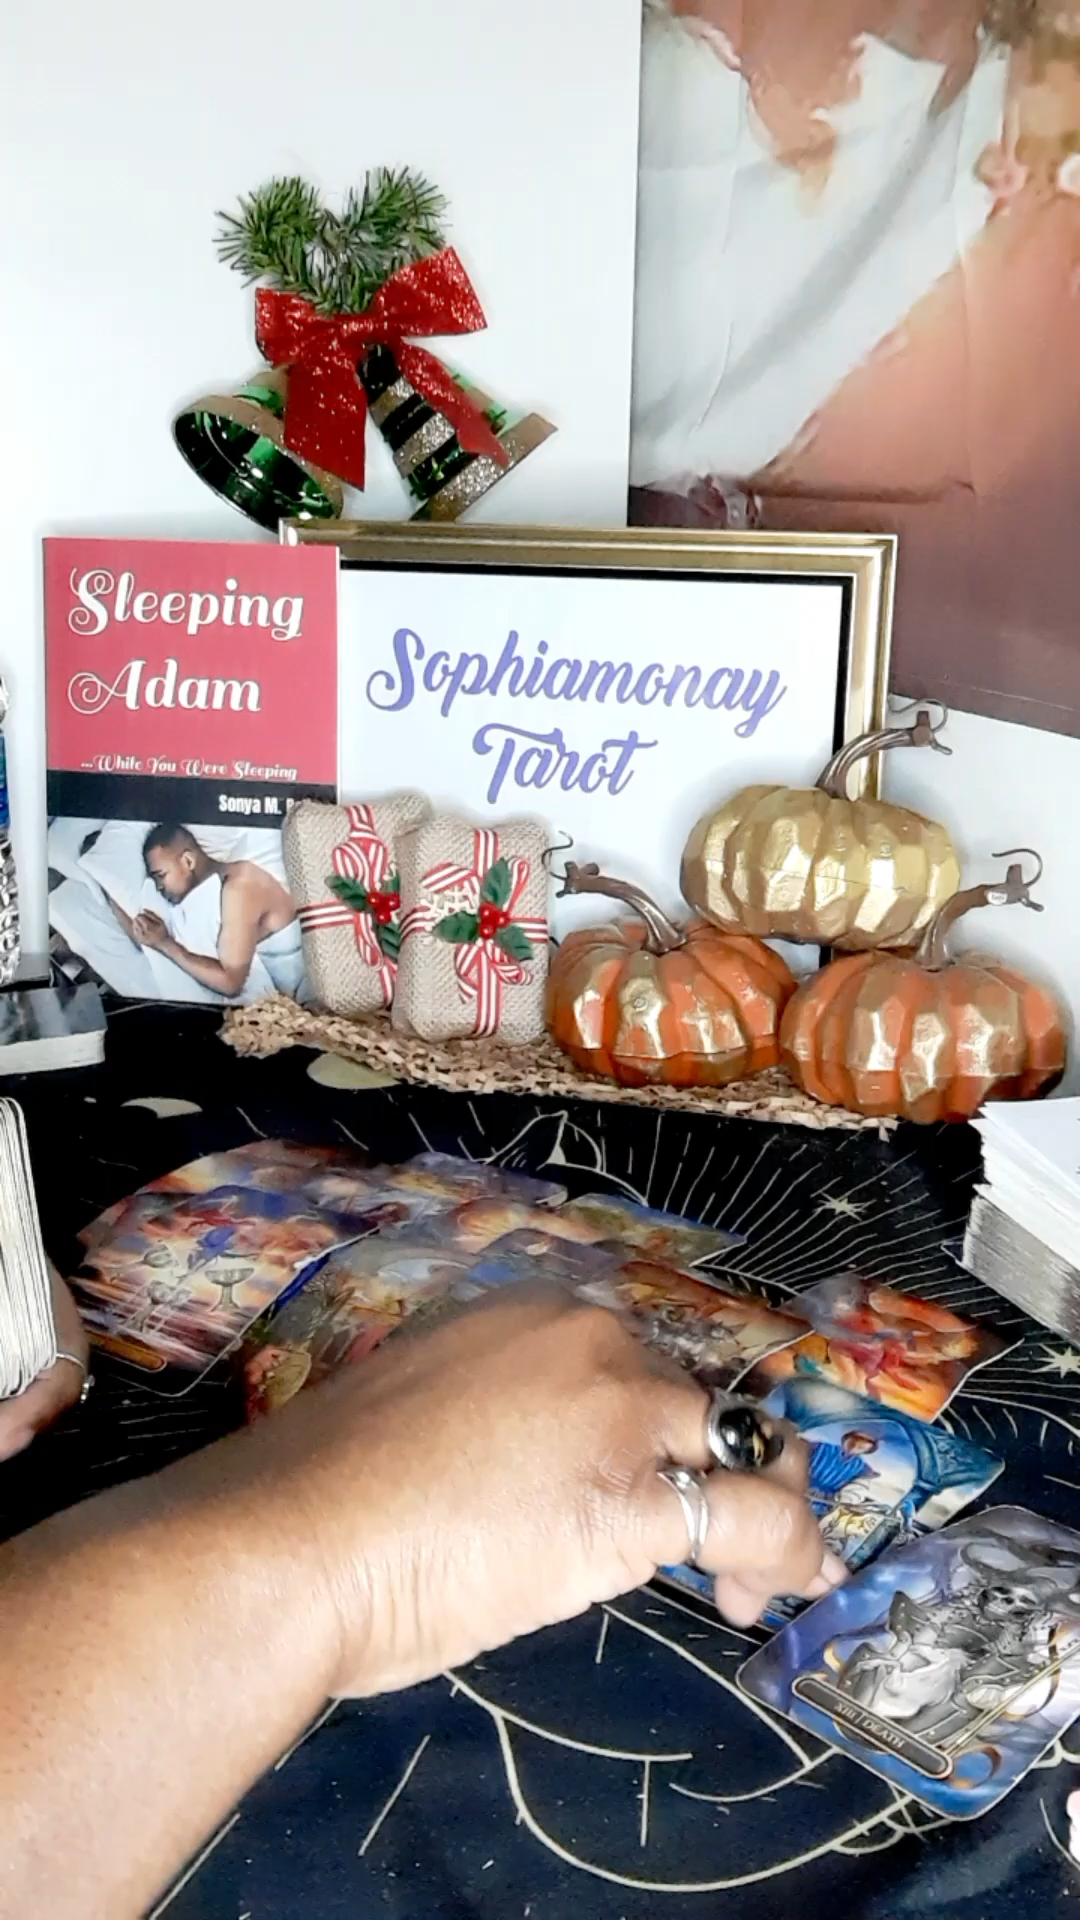 Sleeping
Adam
...While You Were Sleeping
Sonya M.
Sophiamonay
Tarot
XIII / DEATH